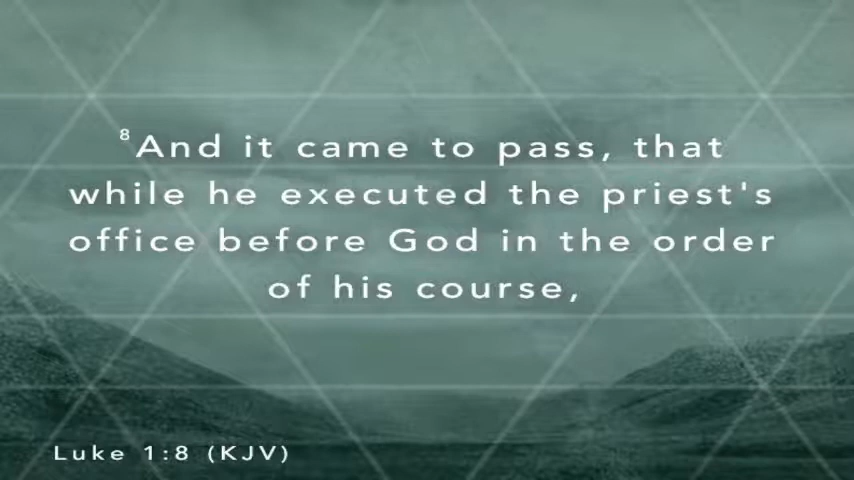 ⁸And it came to pass, that
while he executed the priest's
office before God in the order
of his course,
Luke 1:8 (KJV)